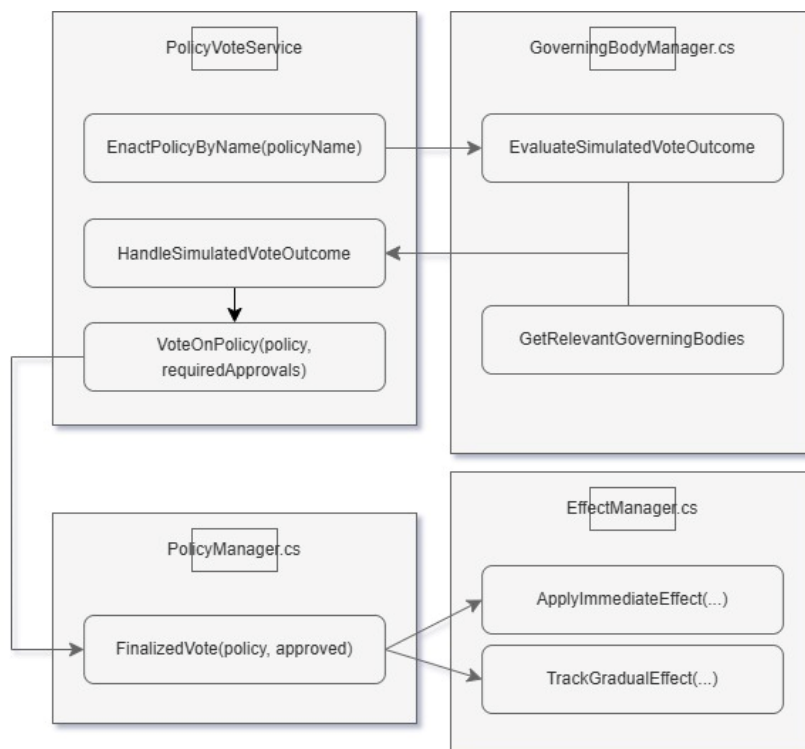 PolicyVoteService
EnactPolicyByName(policyName)
HandleSimulatedVoteOutcome
VoteOnPolicy(policy,
requiredApprovals)
GoverningBodyManager.cs
EvaluateSimulatedVoteOutcome
GetRelevantGoverningBodies
PolicyManager.cs
FinalizedVote(policy, approved)
EffectManager.cs
ApplyImmediateEffect(...)
TrackGradualEffect(...)